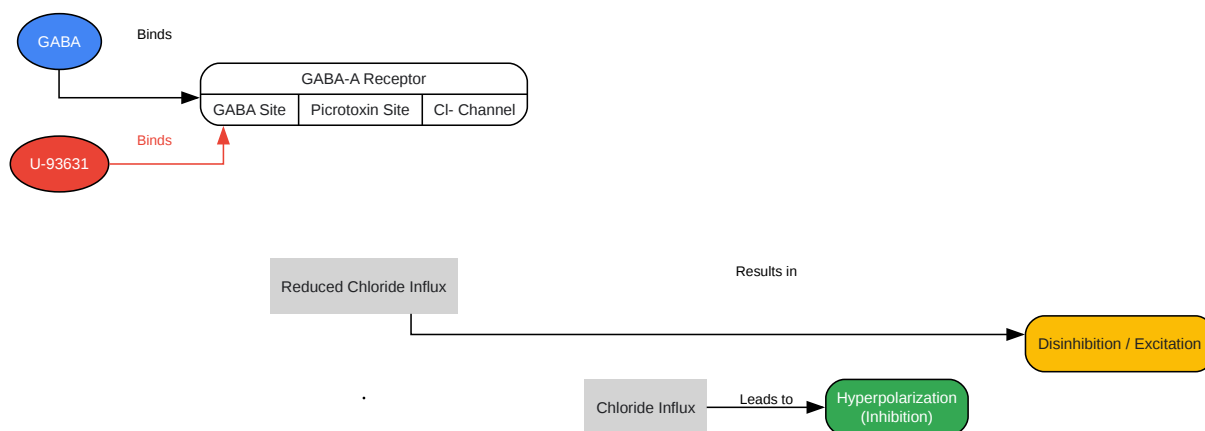 GABA
Binds
GABA-A Receptor
GABA Site
Picrotoxin Site
Cl- Channel
Binds
U-93631
Results in
Reduced Chloride Influx
Disinhibition / Excitation
Chloride Influx
Leads to
Hyperpolarization
(Inhibition)